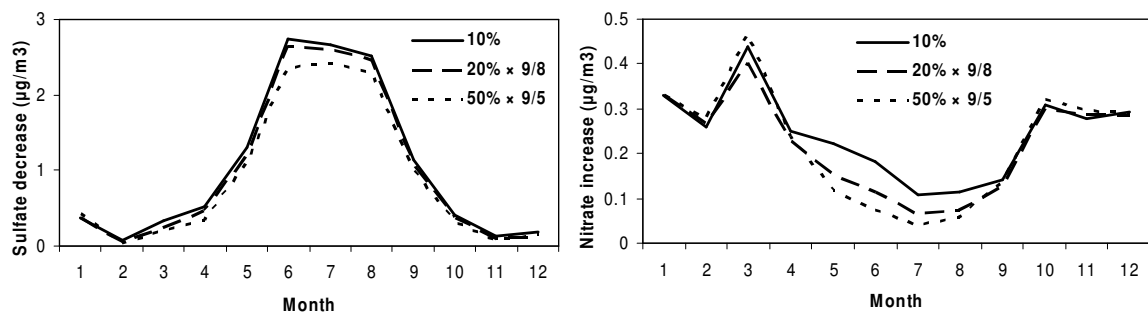 Sulfate decrease (µg/m3)
3
2
1
0
10%
20% × 9/8
50% × 9/5
1 2 3 4 5 6 7 8 9 10 11 12
Month
Nitrate increase (µg/m3)
0.5
0.4
0.3
0.2
0.1
0
10%
20% × 9/8
50% × 9/5
1 2 3 4 5 6 7 8 9 10 11 12
Month